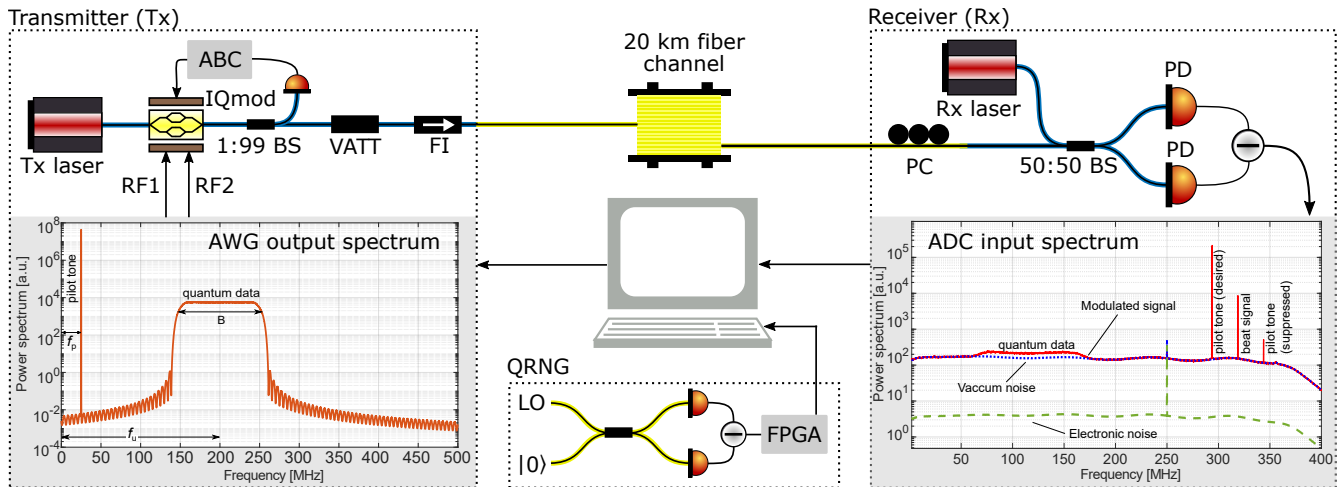 Transmitter (Tx)
ABC
IQmod
Tx laser
1:99 BS
VATT
FI
RF1
RF2
20 km fiber
channel
Receiver (Rx)
Rx laser
PD
PD
PC
50:50 BS
AWG output spectrum
Power spectrum [a.u.]
10^8
10^6
10^4
10^2
10^0
10^-2
10^-4
pilot tone
f_p
quantum data
B
f_u
0 50 100 150 200 250 300 350 400 450 500
Frequency [MHz]
QRNG
LO
|0⟩
FPGA
ADC input spectrum
Power spectrum [a.u.]
10^5
10^4
10^3
10^2
10^1
10^0
quantum data
Modulated signal
Vaccum noise
Electronic noise
pilot tone (desired)
beat signal
pilot tone
(suppressed)
50 100 150 200 250 300 350 400
Frequency [MHz]